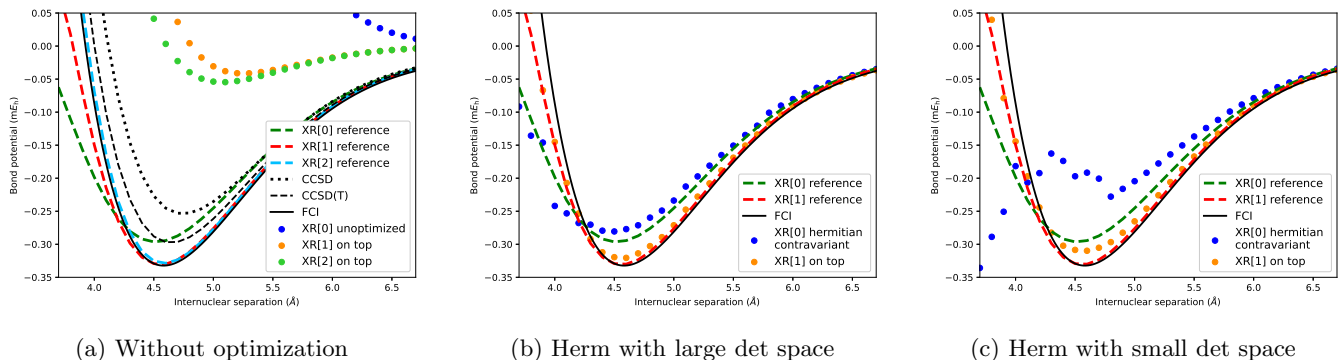 0.05
0.00
−0.05
−0.10
−0.15
−0.20
−0.25
−0.30
−0.35
Bond potential (mEh)
4.0 4.5 5.0 5.5 6.0 6.5
Internuclear separation (Å)
XR[0] reference
XR[1] reference
XR[2] reference
CCSD
CCSD(T)
FCI
XR[0] unoptimized
XR[1] on top
XR[2] on top
(a) Without optimization
0.05
0.00
−0.05
−0.10
−0.15
−0.20
−0.25
−0.30
−0.35
Bond potential (mEh)
4.0 4.5 5.0 5.5 6.0 6.5
Internuclear separation (Å)
XR[0] reference
XR[1] reference
FCI
XR[0] hermitian
contravariant
XR[1] on top
(b) Herm with large det space
0.05
0.00
−0.05
−0.10
−0.15
−0.20
−0.25
−0.30
−0.35
Bond potential (mEh)
4.0 4.5 5.0 5.5 6.0 6.5
Internuclear separation (Å)
XR[0] reference
XR[1] reference
FCI
XR[0] hermitian
contravariant
XR[1] on top
(c) Herm with small det space